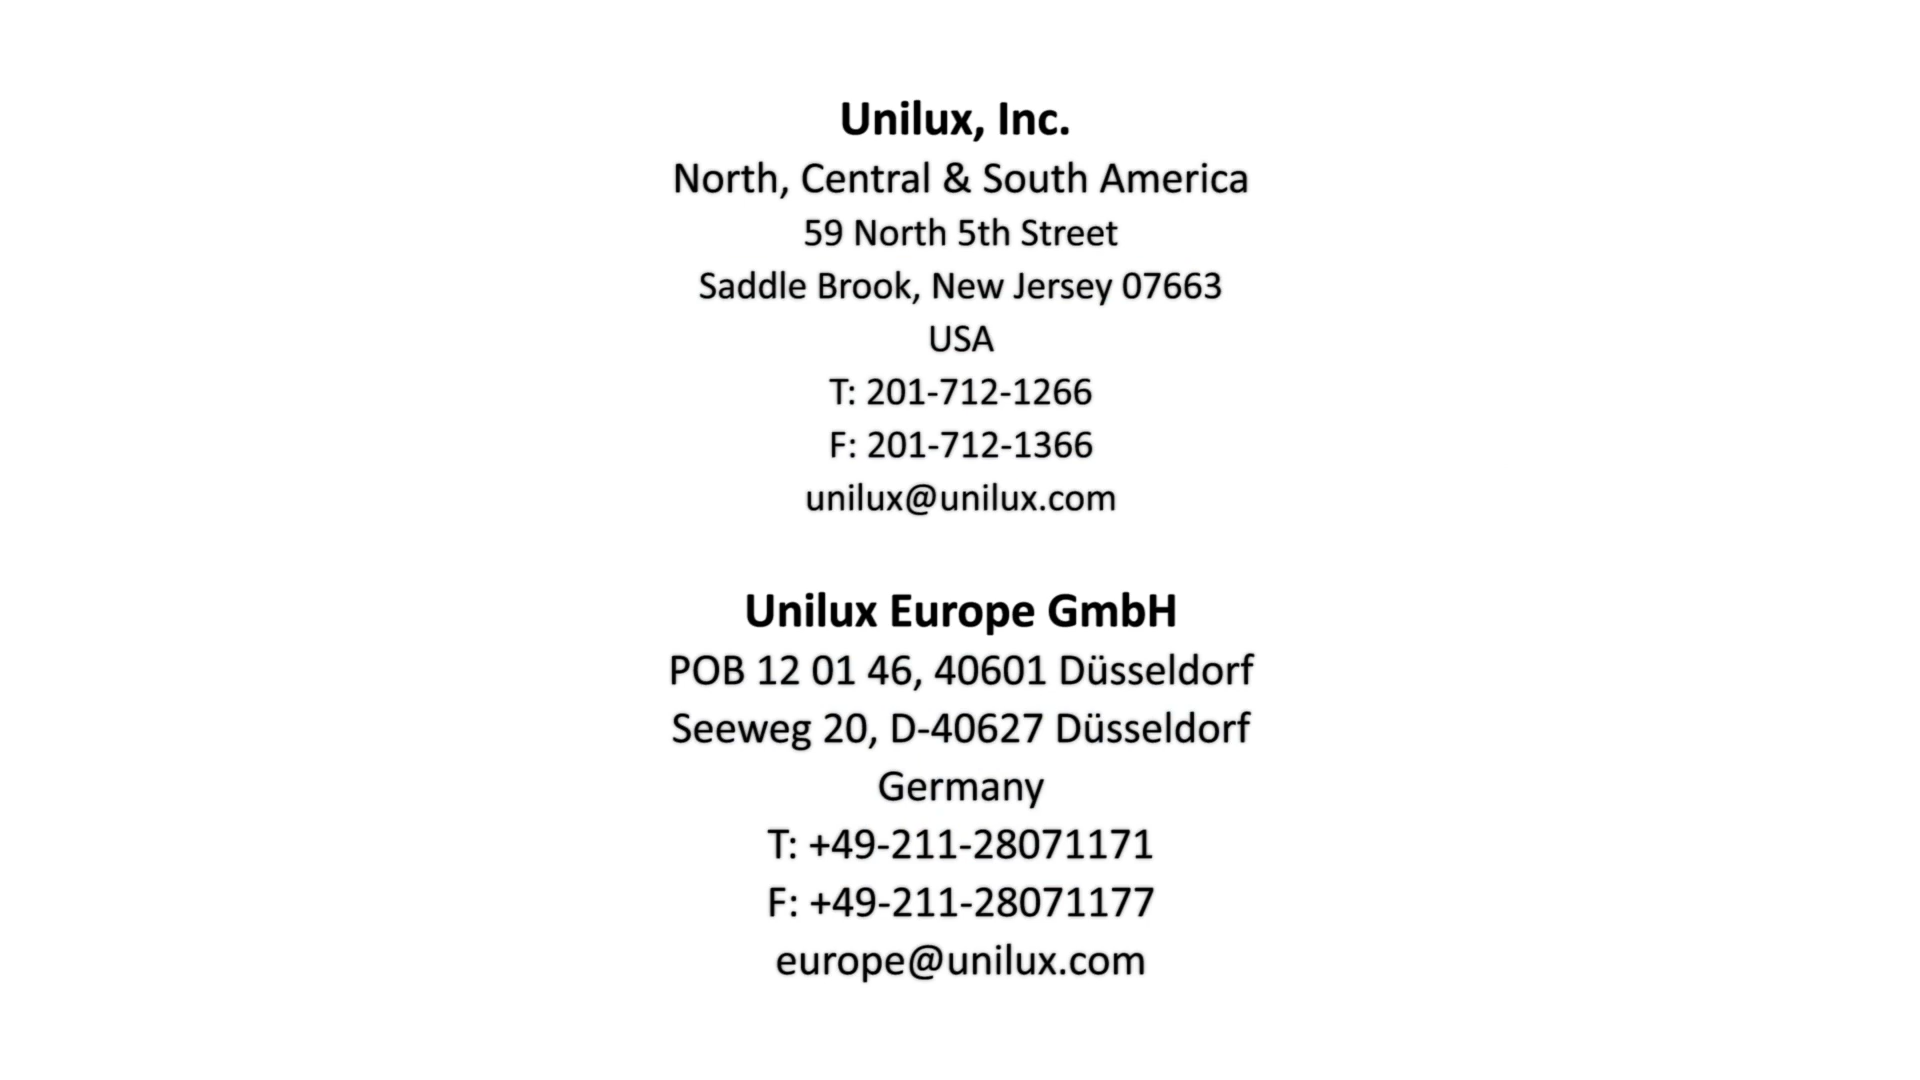 Unilux, Inc.
North, Central & South America
59 North 5th Street
Saddle Brook, New Jersey 07663
USA
T: 201-712-1266
F: 201-712-1366
unilux@unilux.com
Unilux Europe GmbH
POB 12 01 46, 40601 Düsseldorf
Seeweg 20, D-40627 Düsseldorf
Germany
T: +49-211-28071171
F: +49-211-28071177
europe@unilux.com